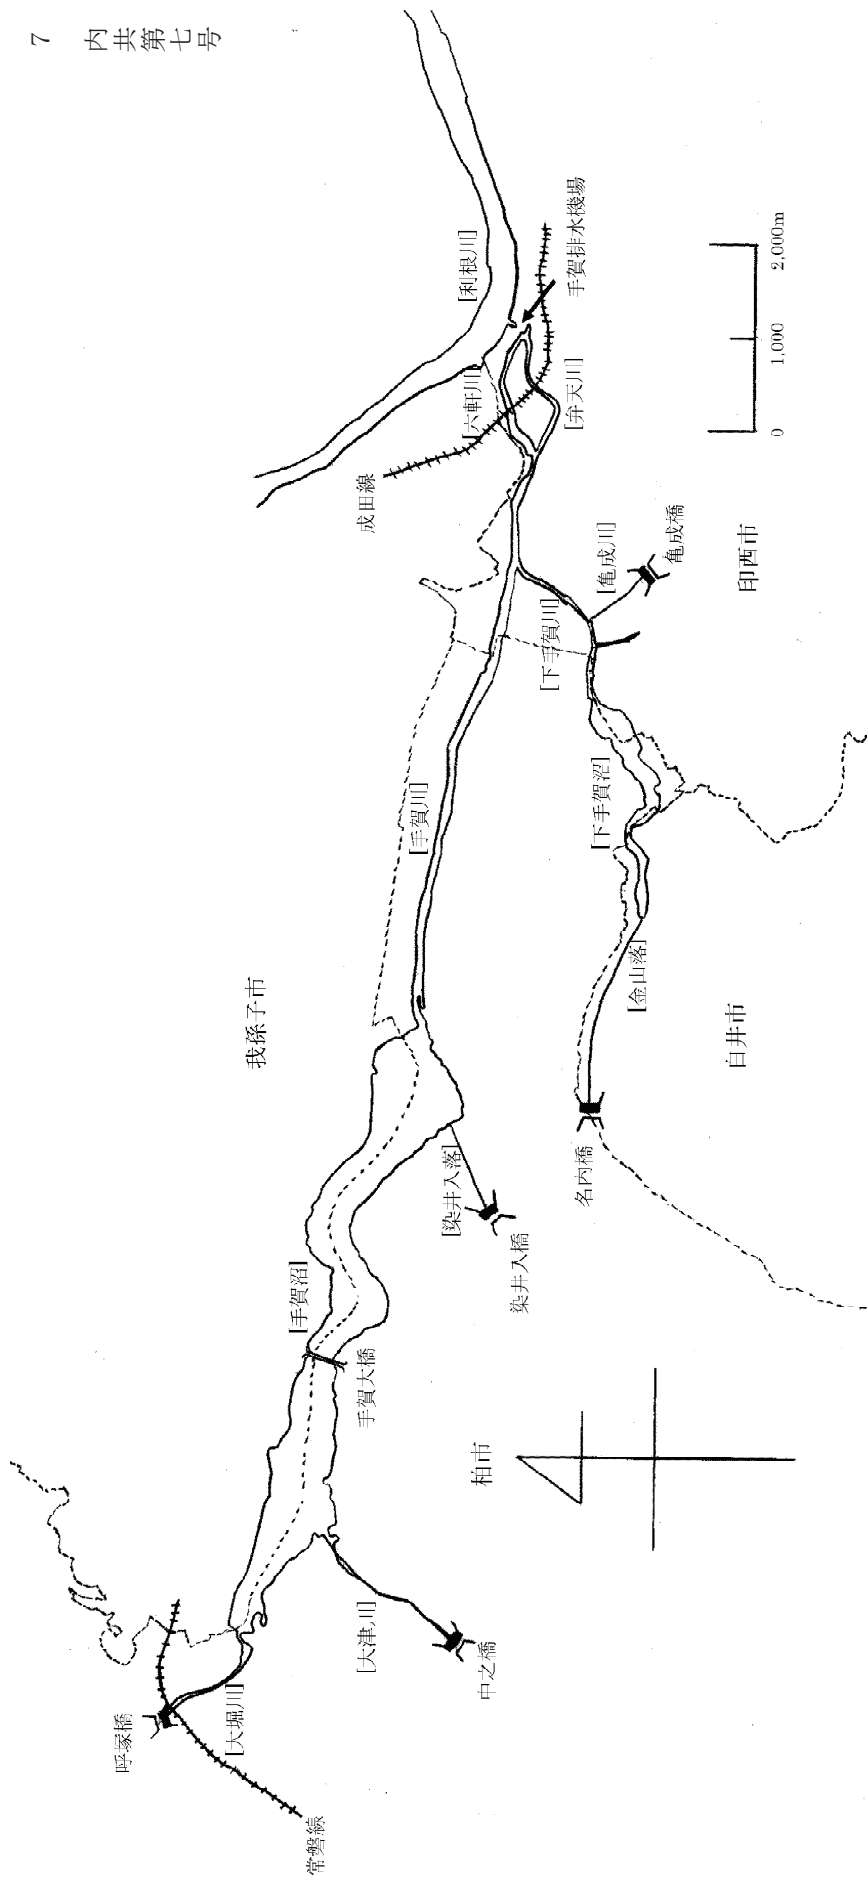 7　内共第七号
[利根川]
手賀排水機場
[六軒川]
[弁天川]
成田線
0　1,000　2,000m
[亀成川]
亀成橋
印西市
[下手賀川]
[手賀川]
[下手賀沼]
我孫子市
[金山落]
白井市
名内橋
[染井入落]
染井入橋
[手賀沼]
手賀大橋
柏市
[大津川]
中之橋
呼塚橋
[大堀川]
常磐線